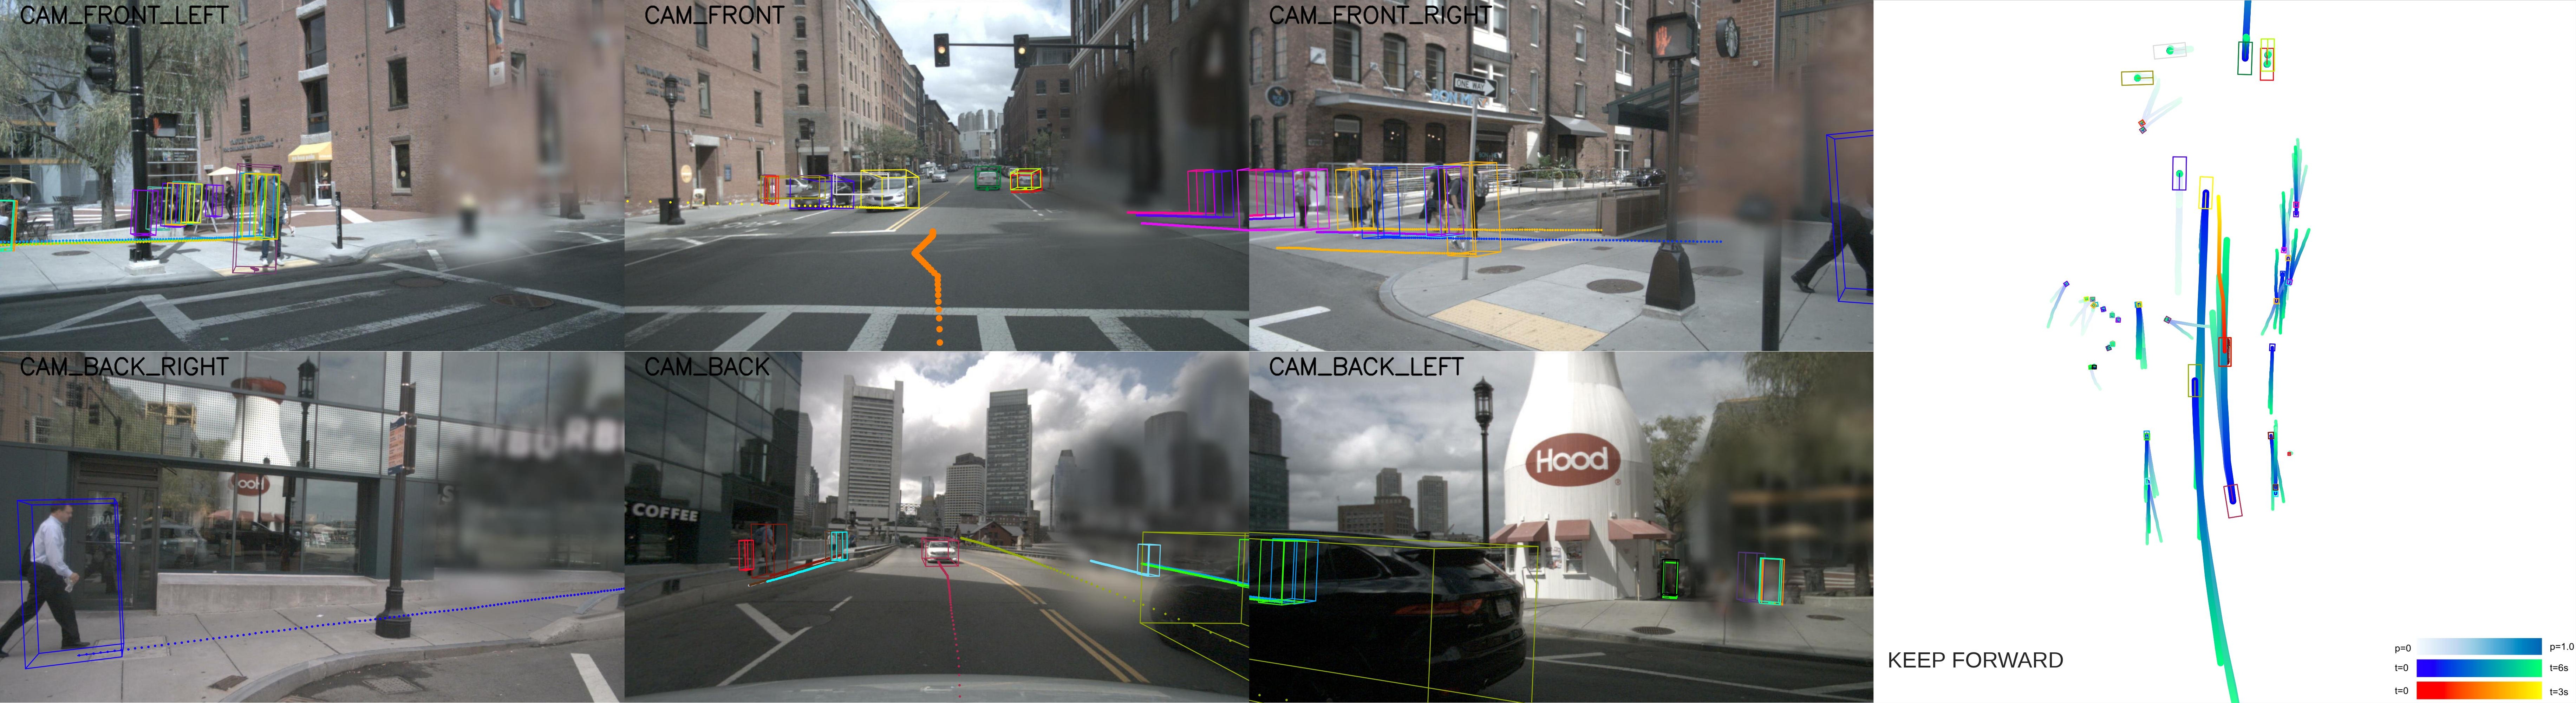 CAM_FRONT_LEFT
CAM_FRONT
CAM_FRONT_RIGHT
ONE WAY
CAM_BACK_RIGHT
CAM_BACK
CAM_BACK_LEFT
DRAFT
COFFEE
Hood
KEEP FORWARD
p=0
p=1.0
t=0
t=6s
t=0
t=3s